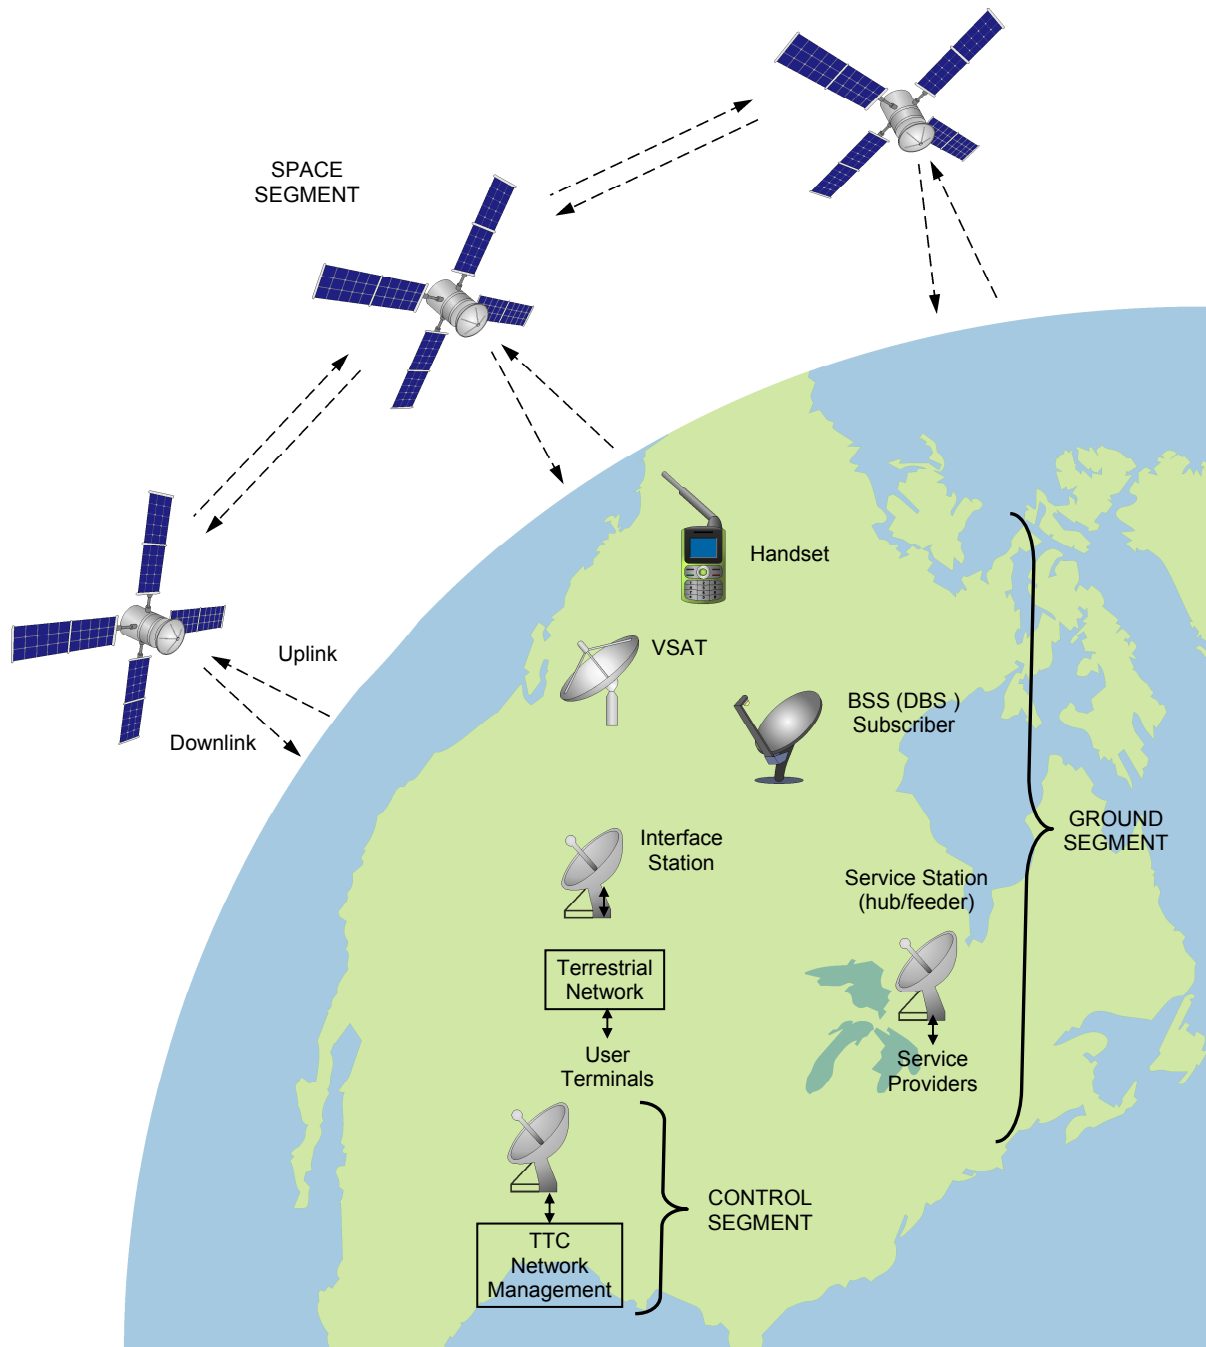 SPACE
SEGMENT
Handset
VSAT
Uplink
BSS (DBS )
Subscriber
Downlink
Interface
Station
GROUND
SEGMENT
Service Station
(hub/feeder)
Terrestrial
Network
User
Terminals
Service
Providers
CONTROL
SEGMENT
TTC
Network
Management